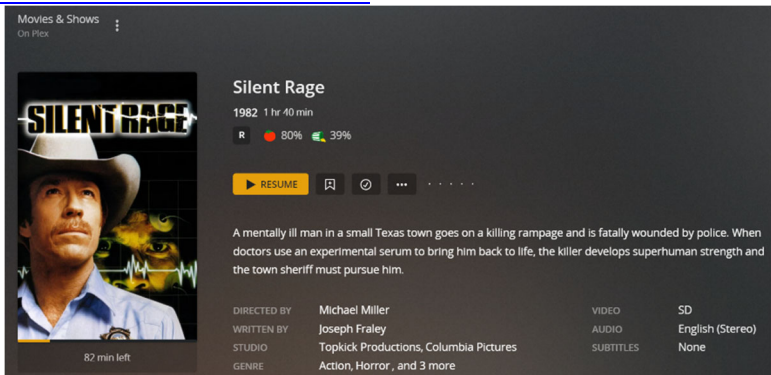 Movies & Shows
On Plex
SILENT RAGE
82 min left
Silent Rage
1982 1 hr 40 min
R 80% 39%
RESUME
A mentally ill man in a small Texas town goes on a killing rampage and is fatally wounded by police. When
doctors use an experimental serum to bring him back to life, the killer develops superhuman strength and
the town sheriff must pursue him.
DIRECTED BY Michael Miller
WRITTEN BY Joseph Fraley
STUDIO Topkick Productions, Columbia Pictures
GENRE Action, Horror, and 3 more
VIDEO SD
AUDIO English (Stereo)
SUBTITLES None